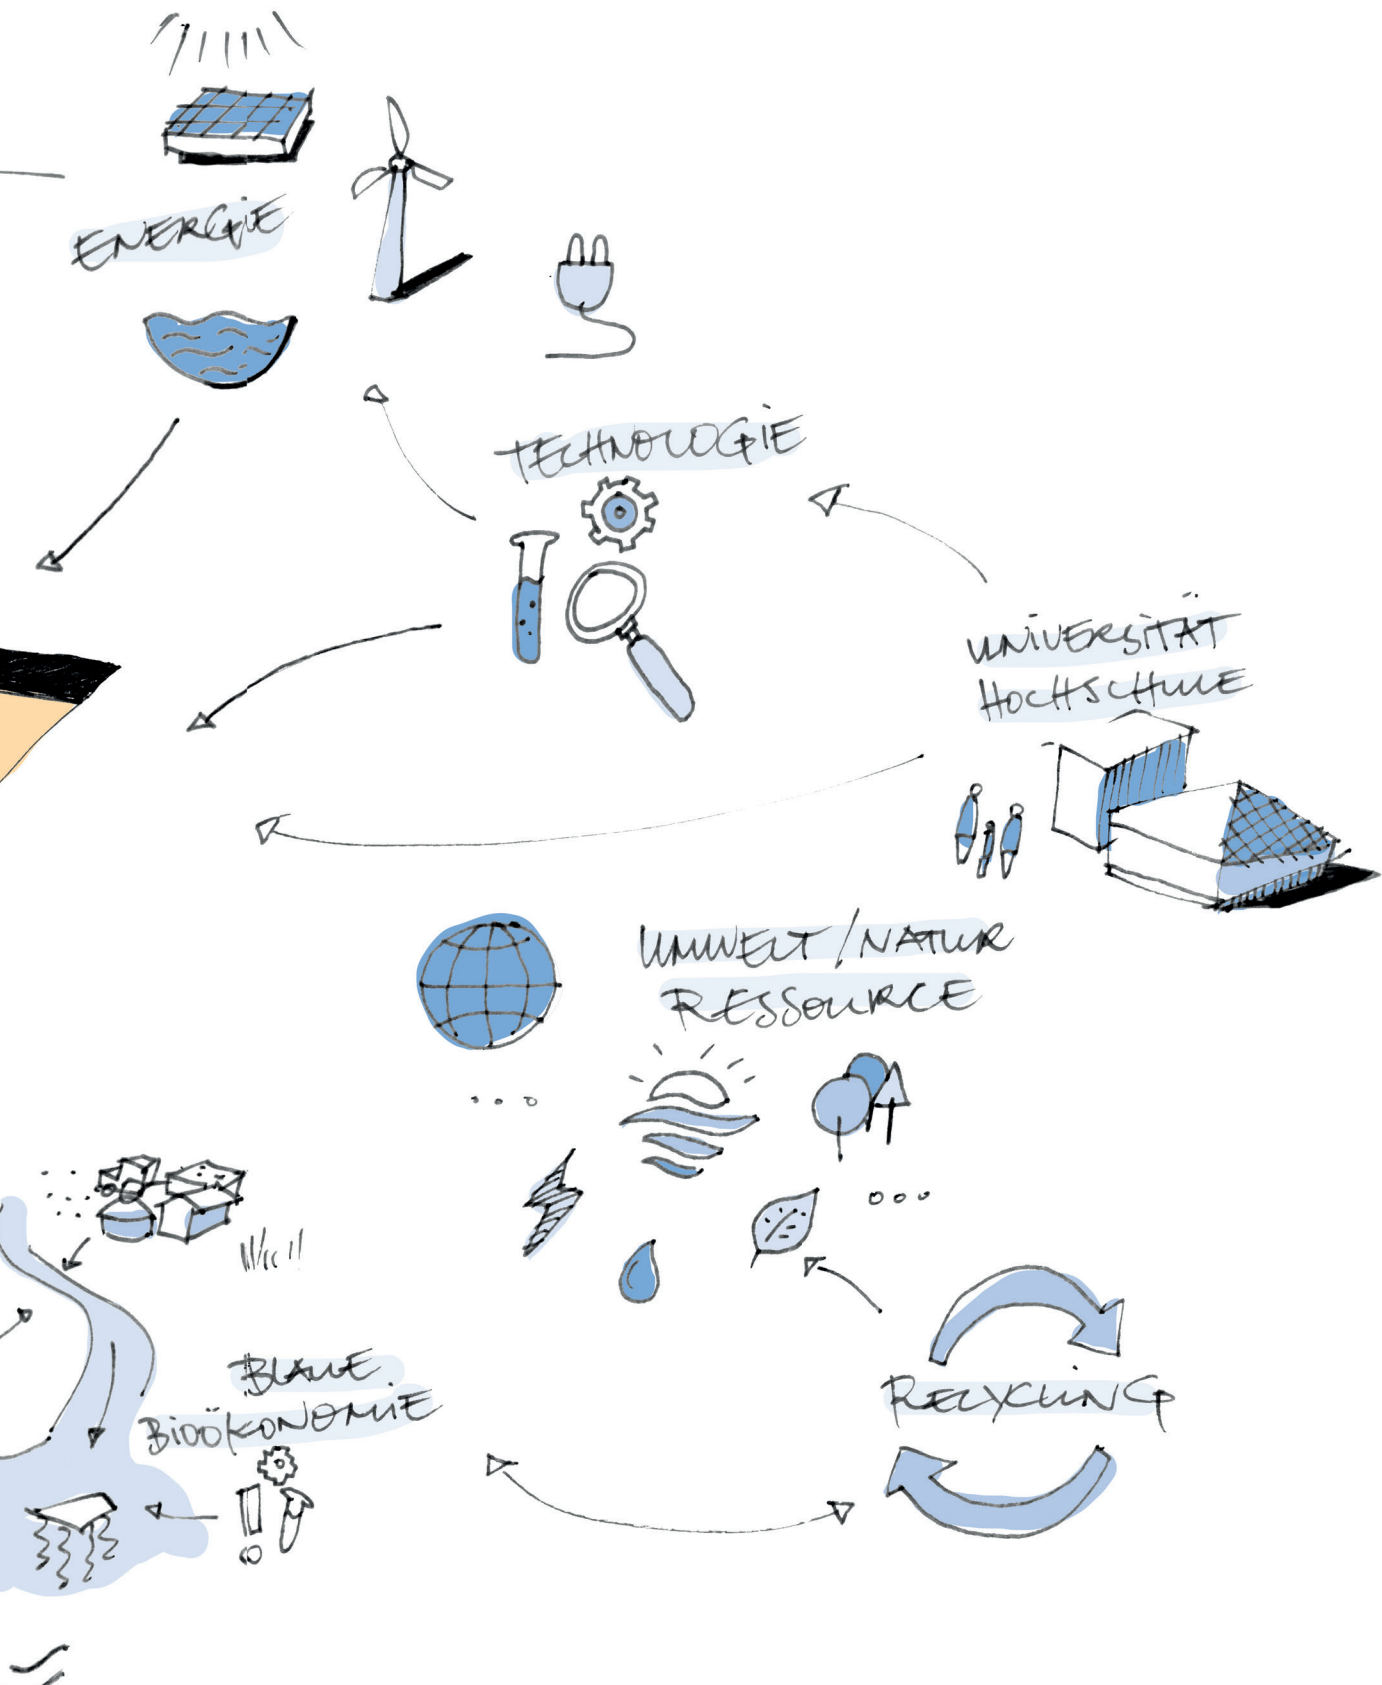 ENERGIE
TECHNOLOGIE
UNIVERSITÄT
HOCHSCHULE
UMWELT/NATUR
RESSOURCE
BLAUE
BIOÖKONOMIE
RECYCLING